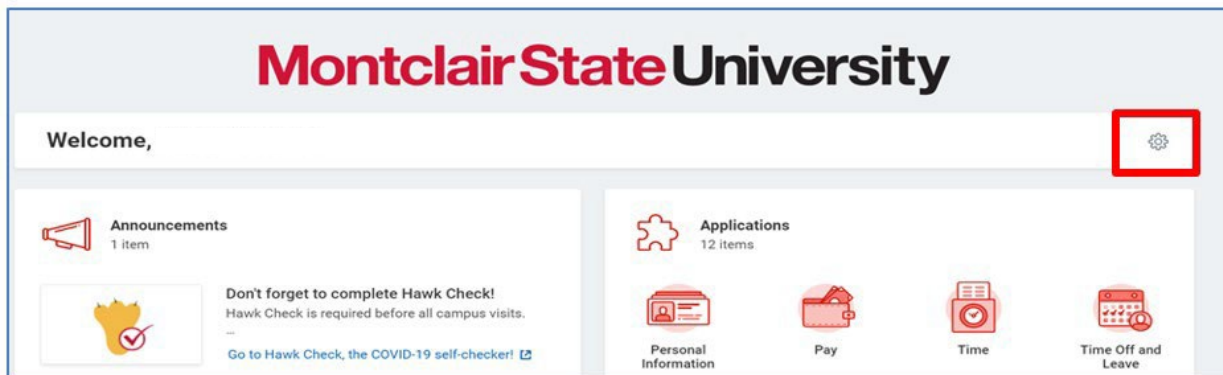 Montclair State University
Welcome,
Announcements
1 item
Don't forget to complete Hawk Check!
Hawk Check is required before all campus visits.
...
Go to Hawk Check, the COVID-19 self-checker!
Applications
12 items
Personal
Information
Pay
Time
Time Off and
Leave